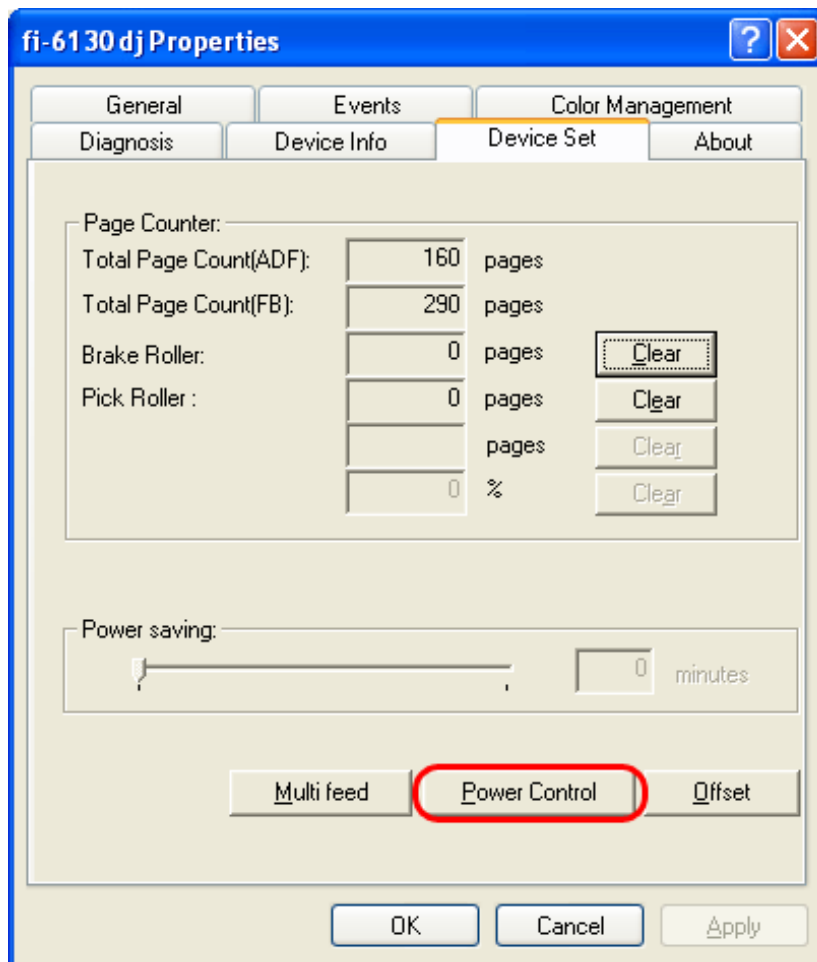 fi-6130 dj Properties
General Events Color Management
Diagnosis Device Info Device Set About
Page Counter:
Total Page Count(ADF): 160 pages
Total Page Count(FB): 290 pages
Brake Roller: 0 pages Clear
Pick Roller : 0 pages Clear
pages Clear
0 % Clear
Power saving:
0 minutes
Multi feed Power Control Offset
OK Cancel Apply